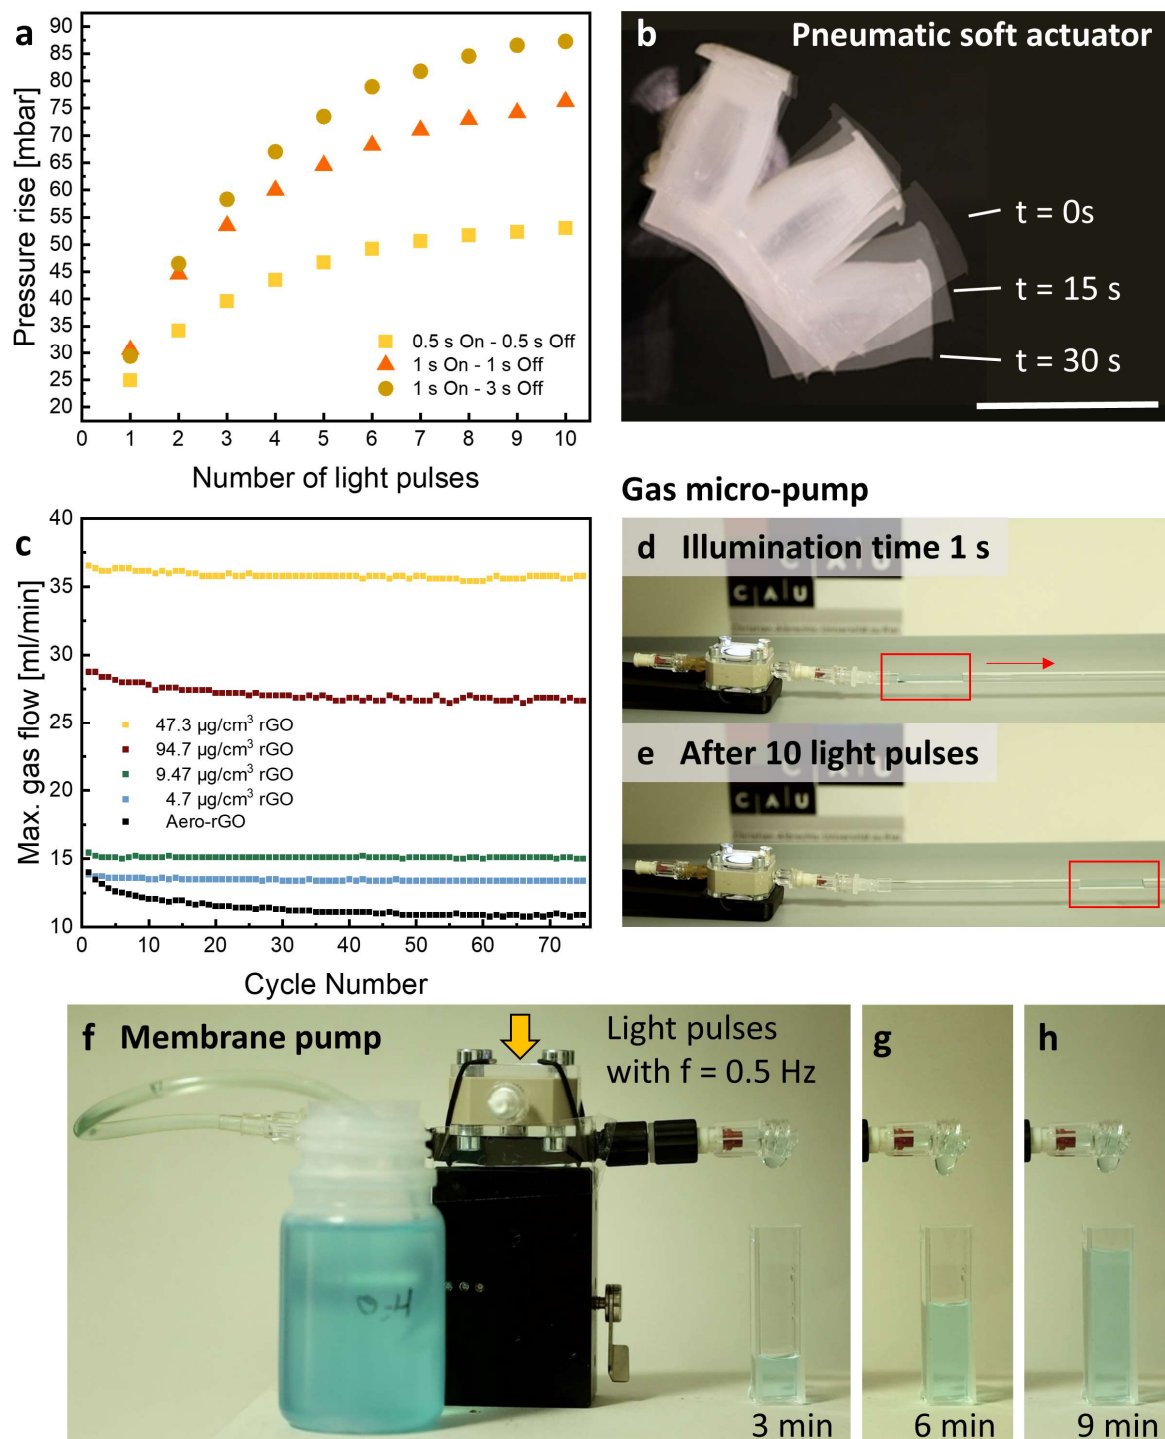 a
90
85
80
75
70
65
60
55
50
45
40
35
30
25
20
Pressure rise [mbar]
0.5 s On - 0.5 s Off
1 s On - 1 s Off
1 s On - 3 s Off
0 1 2 3 4 5 6 7 8 9 10
Number of light pulses
b Pneumatic soft actuator
t = 0s
t = 15 s
t = 30 s
c
40
35
30
25
20
15
10
Max. gas flow [ml/min]
47.3 µg/cm³ rGO
94.7 µg/cm³ rGO
9.47 µg/cm³ rGO
4.7 µg/cm³ rGO
Aero-rGO
0 10 20 30 40 50 60 70
Cycle Number
Gas micro-pump
d Illumination time 1 s
C A U
C A U
e After 10 light pulses
C A U
f Membrane pump
Light pulses
with f = 0.5 Hz
0-4
3 min
g
6 min
h
9 min